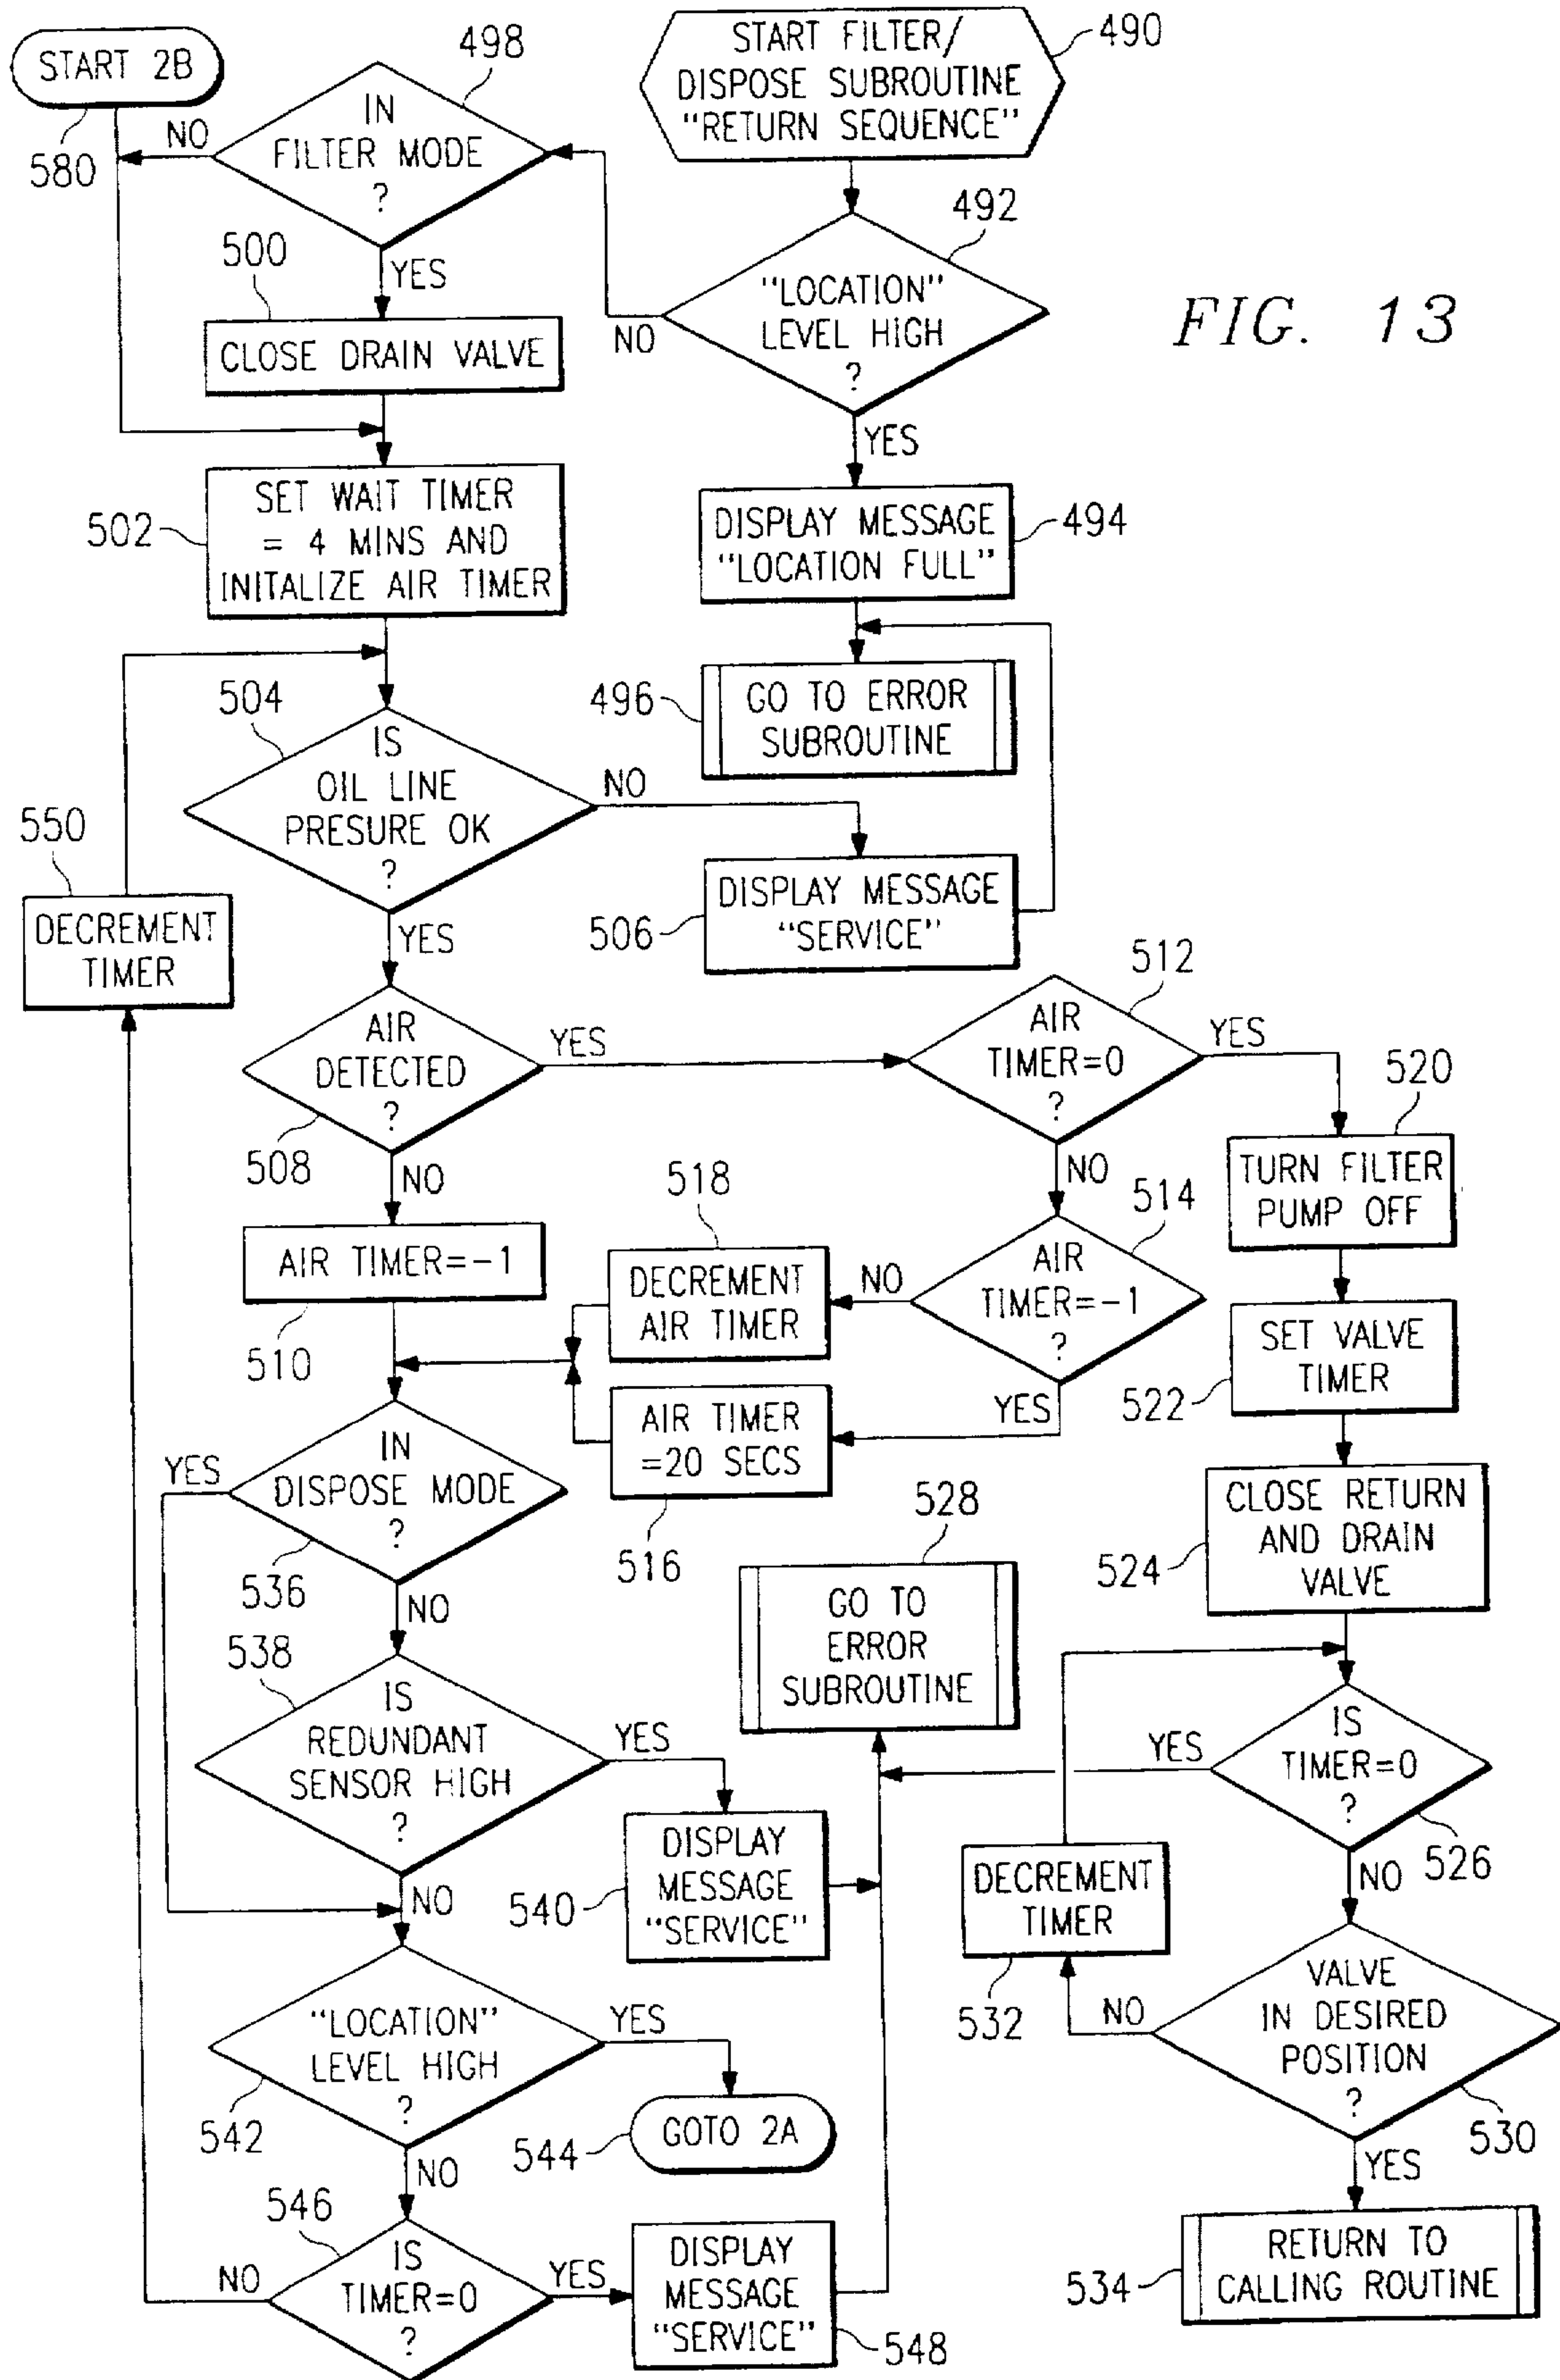 START 2B
580
498
IN
FILTER MODE
?
NO
YES
START FILTER/
DISPOSE SUBROUTINE
"RETURN SEQUENCE"
490
492
"LOCATION"
LEVEL HIGH
?
NO
YES
FIG. 13
500
CLOSE DRAIN VALVE
502
SET WAIT TIMER
= 4 MINS AND
INITALIZE AIR TIMER
DISPLAY MESSAGE
"LOCATION FULL"
494
496
GO TO ERROR
SUBROUTINE
504
IS
OIL LINE
PRESURE OK
?
NO
YES
506
DISPLAY MESSAGE
"SERVICE"
550
DECREMENT
TIMER
508
AIR
DETECTED
?
YES
NO
512
AIR
TIMER=0
?
YES
NO
520
TURN FILTER
PUMP OFF
510
AIR TIMER=-1
518
DECREMENT
AIR TIMER
514
AIR
TIMER=-1
?
NO
YES
516
AIR TIMER
=20 SECS
522
SET VALVE
TIMER
524
CLOSE RETURN
AND DRAIN
VALVE
536
IN
DISPOSE MODE
?
YES
NO
528
GO TO
ERROR
SUBROUTINE
538
IS
REDUNDANT
SENSOR HIGH
?
YES
NO
526
IS
TIMER=0
?
YES
NO
540
DISPLAY
MESSAGE
"SERVICE"
532
DECREMENT
TIMER
530
VALVE
IN DESIRED
POSITION
?
NO
YES
542
"LOCATION"
LEVEL HIGH
?
YES
NO
544
GOTO 2A
546
IS
TIMER=0
?
NO
YES
DISPLAY
MESSAGE
"SERVICE"
548
534
RETURN TO
CALLING ROUTINE